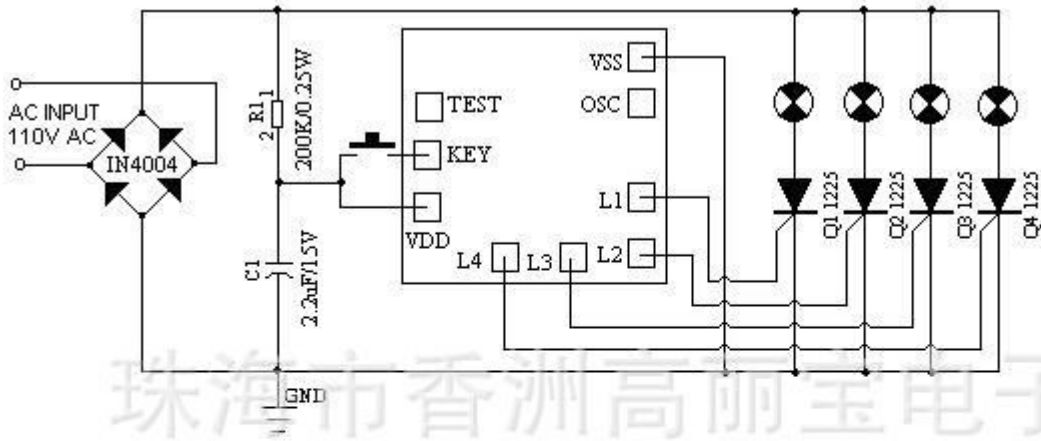 AC INPUT
110V AC
IN4004
R1
1
2
200K/0.25W
C1
2.2uF/15V
GND
TEST
KEY
VDD
VSS
OSC
L1
L2
L3
L4
Q1 1225
Q2 1225
Q3 1225
Q4 1225
珠海市香洲高丽宝电子